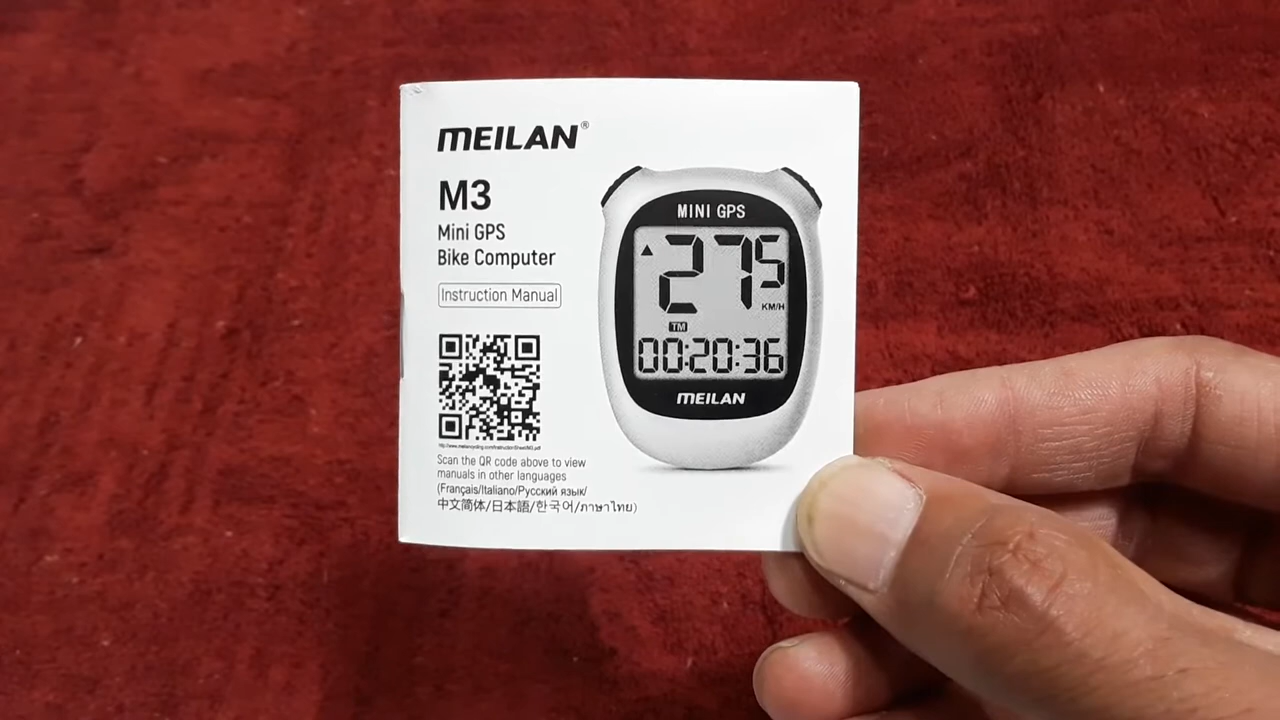 MEILAN®
M3
Mini GPS
Bike Computer
Instruction Manual
Scan the QR code above to view
manuals in other languages
(Français/Italiano/Русский язык/
中文简体/日本語/한국어/ภาษาไทย)
MINI GPS
27.5
KM/H
TM
00:20:36
MEILAN